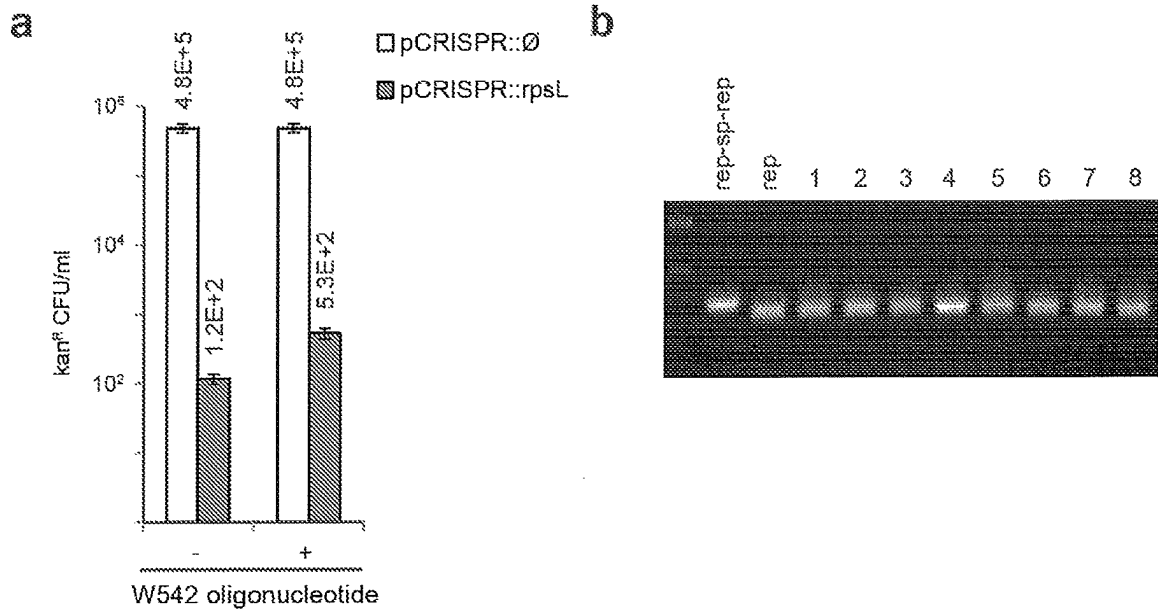 a
□pCRISPR::Ø
pCRISPR::rpsL
4.8E+5
4.8E+5
1.2E+2
5.3E+2
10⁶
10⁴
10²
kanᴿ CFU/ml
- +
W542 oligonucleotide
b
rep-sp-rep rep 1 2 3 4 5 6 7 8